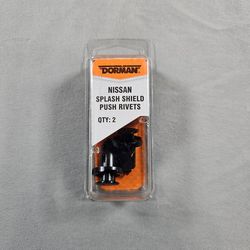 DORMAN
NISSAN
SPLASH SHIELD
PUSH RIVETS
QTY: 2